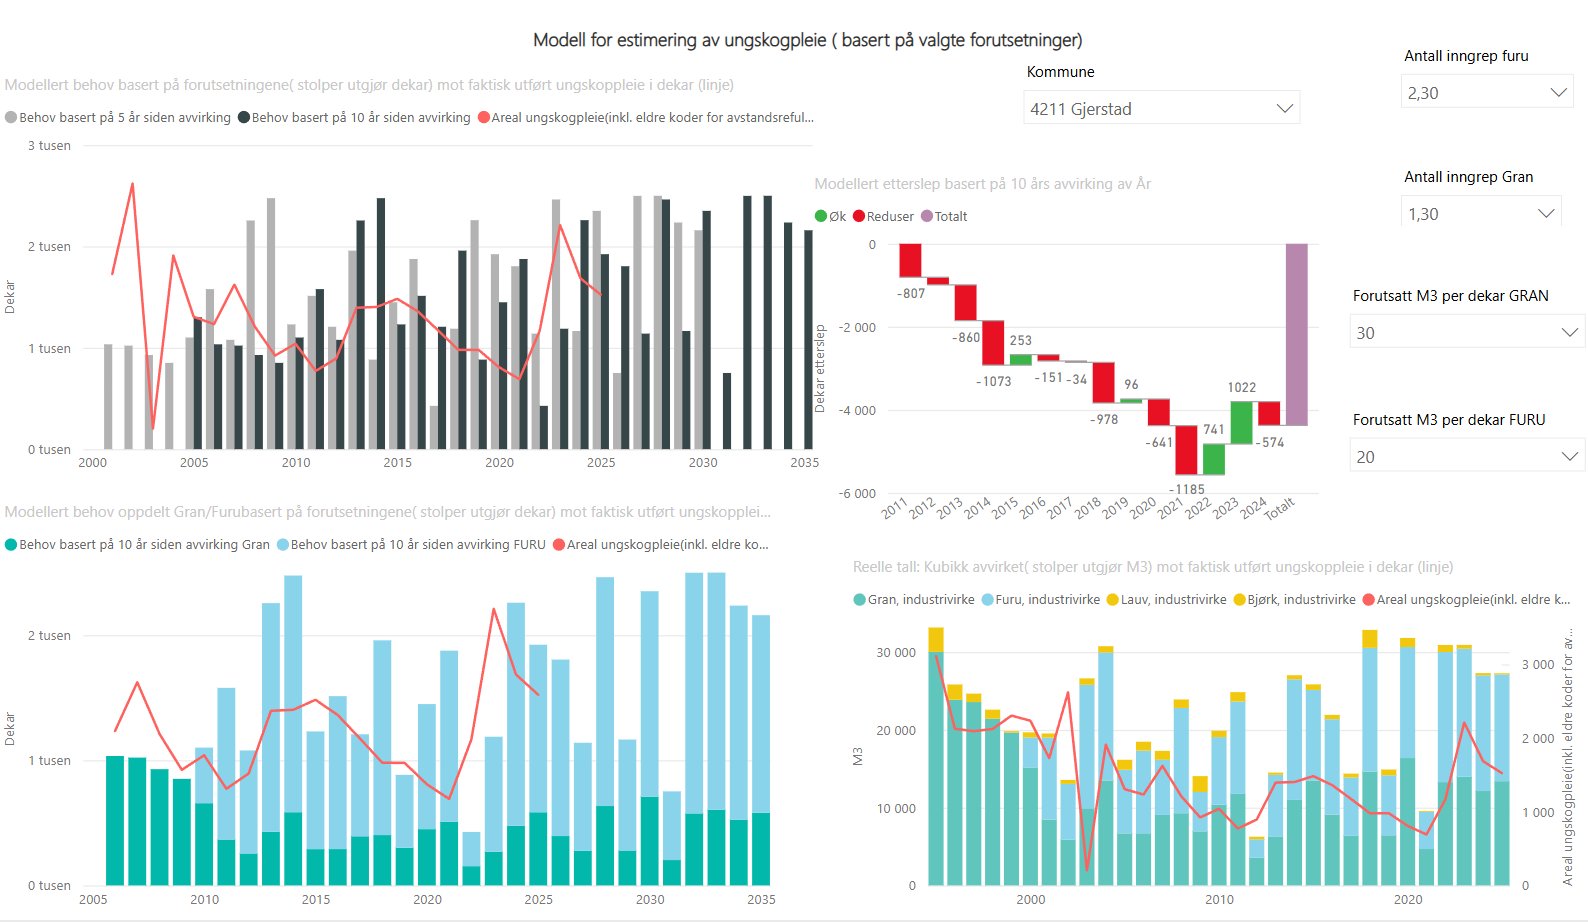 Modell for estimering av ungskogpleie ( basert på valgte forutsetninger)
Kommune
4211 Gjerstad
Antall inngrep furu
2,30
Antall inngrep Gran
1,30
Forutsatt M3 per dekar GRAN
30
Forutsatt M3 per dekar FURU
20
Modellert behov basert på forutsetningene( stolper utgjør dekar) mot faktisk utført ungskoppleie i dekar (linje)
Behov basert på 5 år siden avvirking Behov basert på 10 år siden avvirking Areal ungskogpleie(inkl. eldre koder for avstandsreful...
3 tusen
2 tusen
1 tusen
0 tusen
Dekar
2000 2005 2010 2015 2020 2025 2030 2035
Modellert etterslep basert på 10 års avvirking av År
Øk Reduser Totalt
0
-2 000
-4 000
-6 000
Dekar etterslep
-807
-860
-1073
253
-151
-34
-978
96
-641
-1185
741
1022
-574
2011 2012 2013 2014 2015 2016 2017 2018 2019 2020 2021 2022 2023 2024 Totalt
Modellert behov oppdelt Gran/Furubasert på forutsetningene( stolper utgjør dekar) mot faktisk utført ungskopplei...
Behov basert på 10 år siden avvirking Gran Behov basert på 10 år siden avvirking FURU Areal ungskogpleie(inkl. eldre ko...
2 tusen
1 tusen
0 tusen
Dekar
2005 2010 2015 2020 2025 2030 2035
Reelle tall: Kubikk avvirket( stolper utgjør M3) mot faktisk utført ungskoppleie i dekar (linje)
Gran, industrivirke Furu, industrivirke Lauv, industrivirke Bjørk, industrivirke Areal ungskogpleie(inkl. eldre k...
30 000
20 000
10 000
0
M3
3 000
2 000
1 000
0
Areal ungskogpleie(inkl. eldre koder for av...
2000 2010 2020